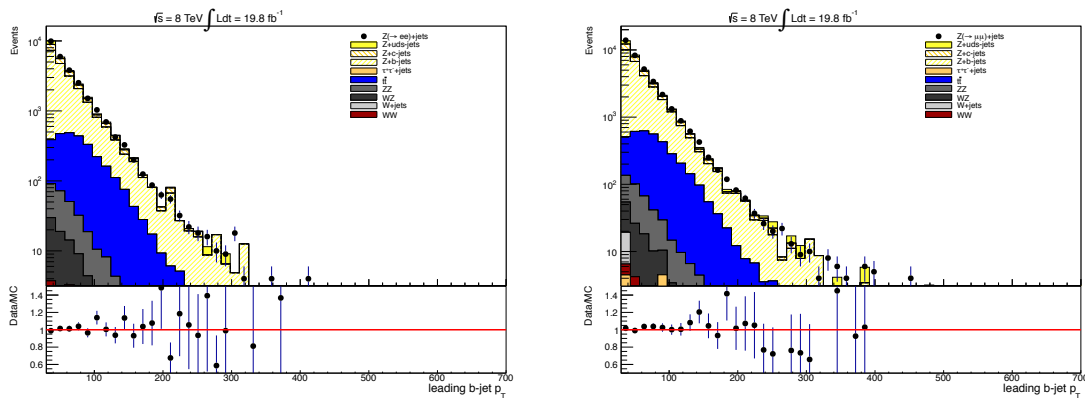 √s = 8 TeV ∫ Ldt = 19.8 fb⁻¹
Events
10⁴
10³
10²
10
Z(→ ee)+jets
Z+uds-jets
Z+c-jets
Z+b-jets
τ⁺τ⁻+jets
tt̄
ZZ
WZ
W+jets
WW
Data/MC
1.4
1.2
1
0.8
0.6
100 200 300 400 500 600 700
leading b-jet p_T
√s = 8 TeV ∫ Ldt = 19.8 fb⁻¹
Events
10⁴
10³
10²
10
Z(→ μμ)+jets
Z+uds-jets
Z+c-jets
Z+b-jets
τ⁺τ⁻+jets
tt̄
ZZ
WZ
W+jets
WW
Data/MC
1.4
1.2
1
0.8
0.6
100 200 300 400 500 600 700
leading b-jet p_T